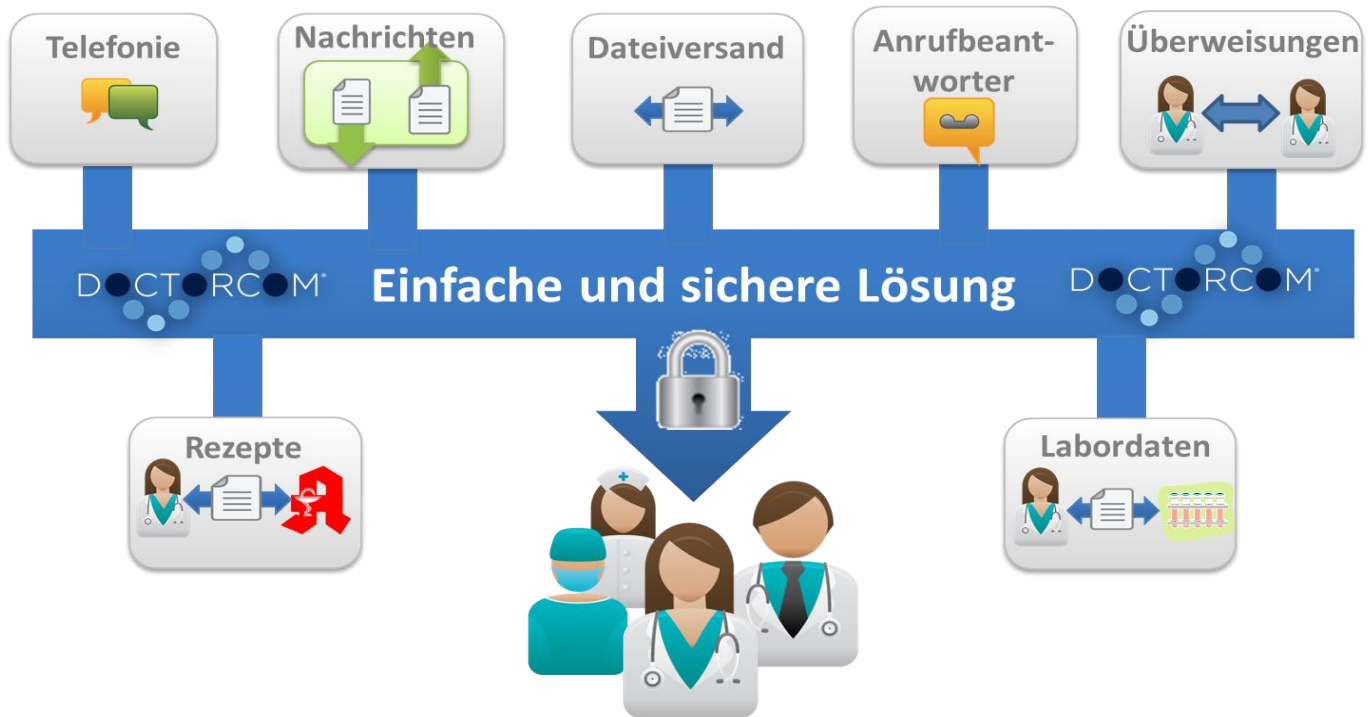 Telefonie
Nachrichten
Dateiversand
Anrufbeant-
worter
Überweisungen
DOCTORCOM®
Einfache und sichere Lösung
DOCTORCOM®
Rezepte
Labordaten